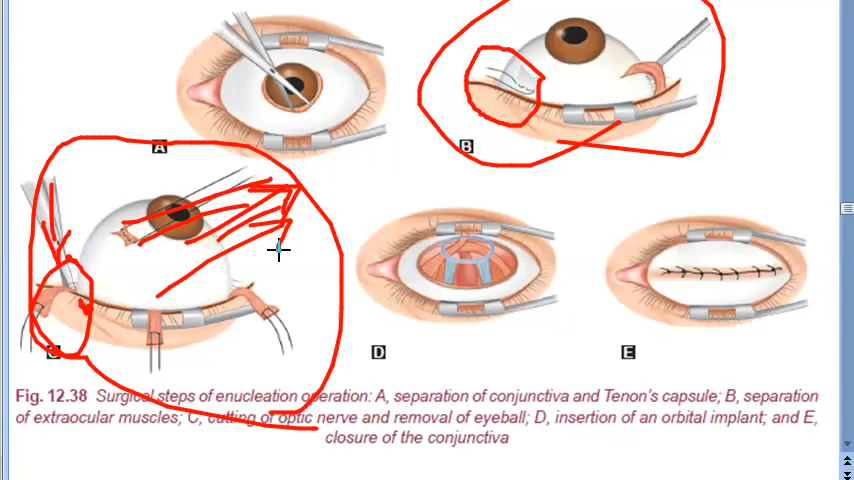 A
B
C
D
E
Fig. 12.38 Surgical steps of enucleation operation: A, separation of conjunctiva and Tenon's capsule; B, separation
of extraocular muscles; C, cutting of optic nerve and removal of eyeball; D, insertion of an orbital implant; and E,
closure of the conjunctiva